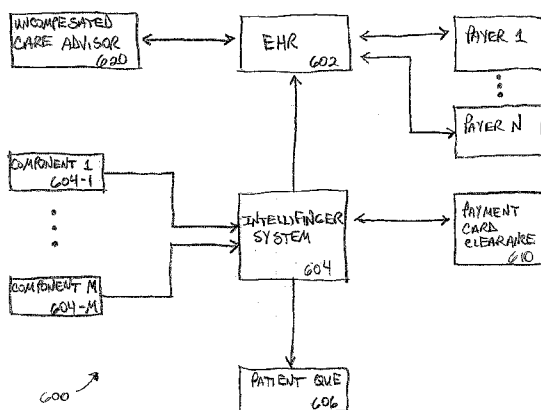 UNCOMPESATED
CARE ADVISOR
620
EHR
602
PAYER 1
PAYER N
COMPONENT 1
604-1
INTELLIFINGER
SYSTEM
604
PAYMENT
CARD
CLEARANCE
610
COMPONENT M
604-M
600
PATIENT QUE
606